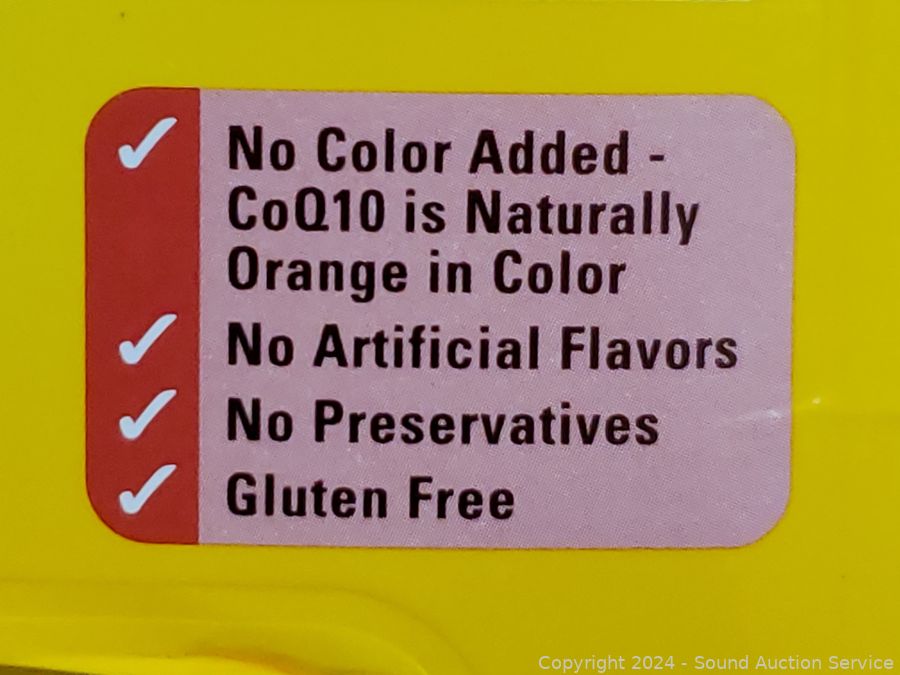 No Color Added -
CoQ10 is Naturally
Orange in Color
No Artificial Flavors
No Preservatives
Gluten Free
Copyright 2024 - Sound Auction Service